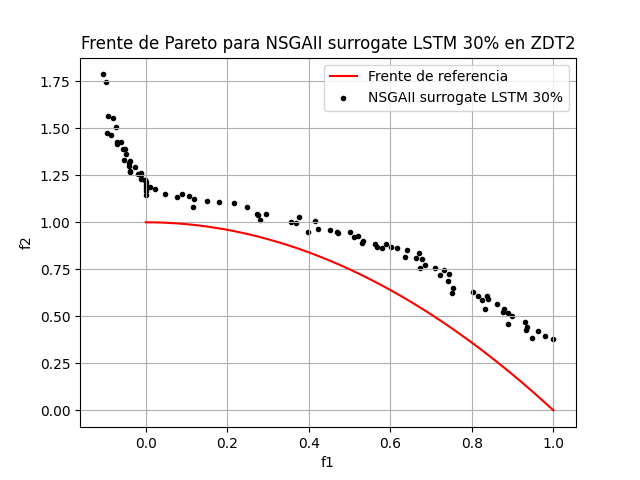 Frente de Pareto para NSGAII surrogate LSTM 30% en ZDT2
Frente de referencia
NSGAII surrogate LSTM 30%
1.75
1.50
1.25
1.00
0.75
0.50
0.25
0.00
f2
0.0 0.2 0.4 0.6 0.8 1.0
f1